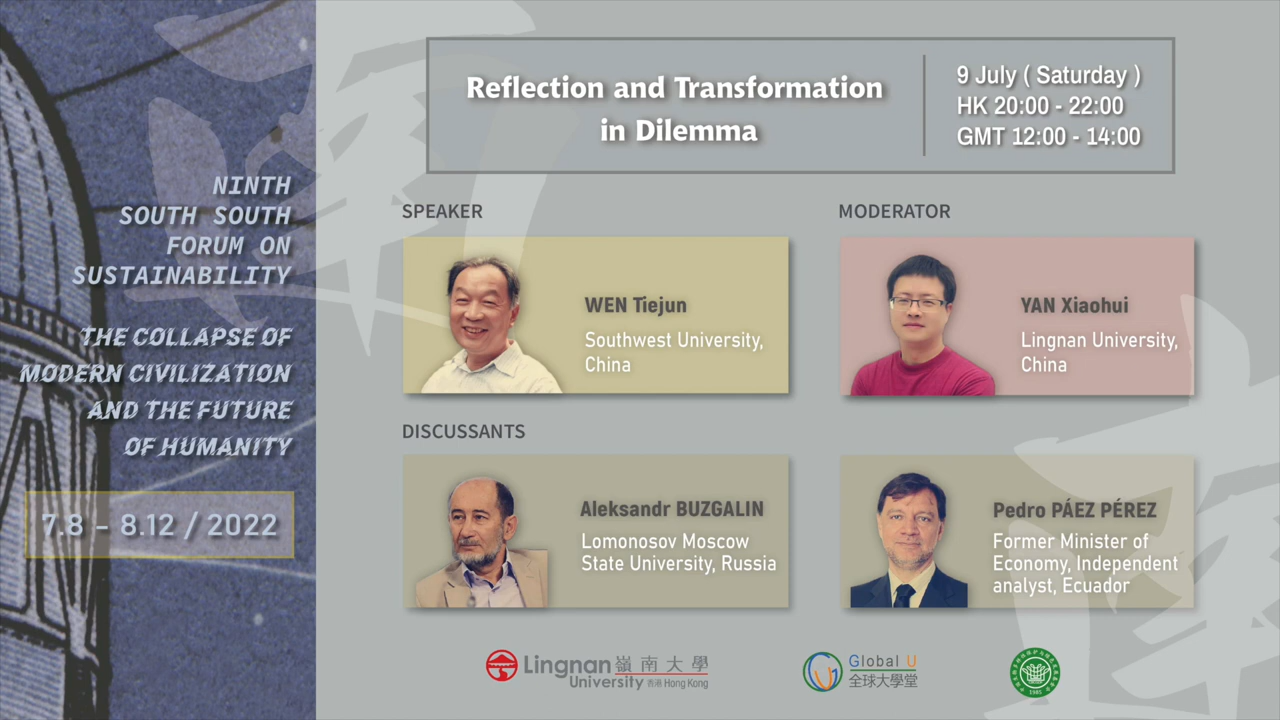 NINTH
SOUTH SOUTH
FORUM ON
SUSTAINABILITY
THE COLLAPSE OF
MODERN CIVILIZATION
AND THE FUTURE
OF HUMANITY
7.8 – 8.12 / 2022
Reflection and Transformation
in Dilemma
9 July ( Saturday )
HK 20:00 - 22:00
GMT 12:00 - 14:00
SPEAKER
WEN Tiejun
Southwest University,
China
MODERATOR
YAN Xiaohui
Lingnan University,
China
DISCUSSANTS
Aleksandr BUZGALIN
Lomonosov Moscow
State University, Russia
Pedro PÁEZ PÉREZ
Former Minister of
Economy, Independent
analyst, Ecuador
Lingnan 嶺南大學
University 香港 Hong Kong
Global U
全球大學堂
1985